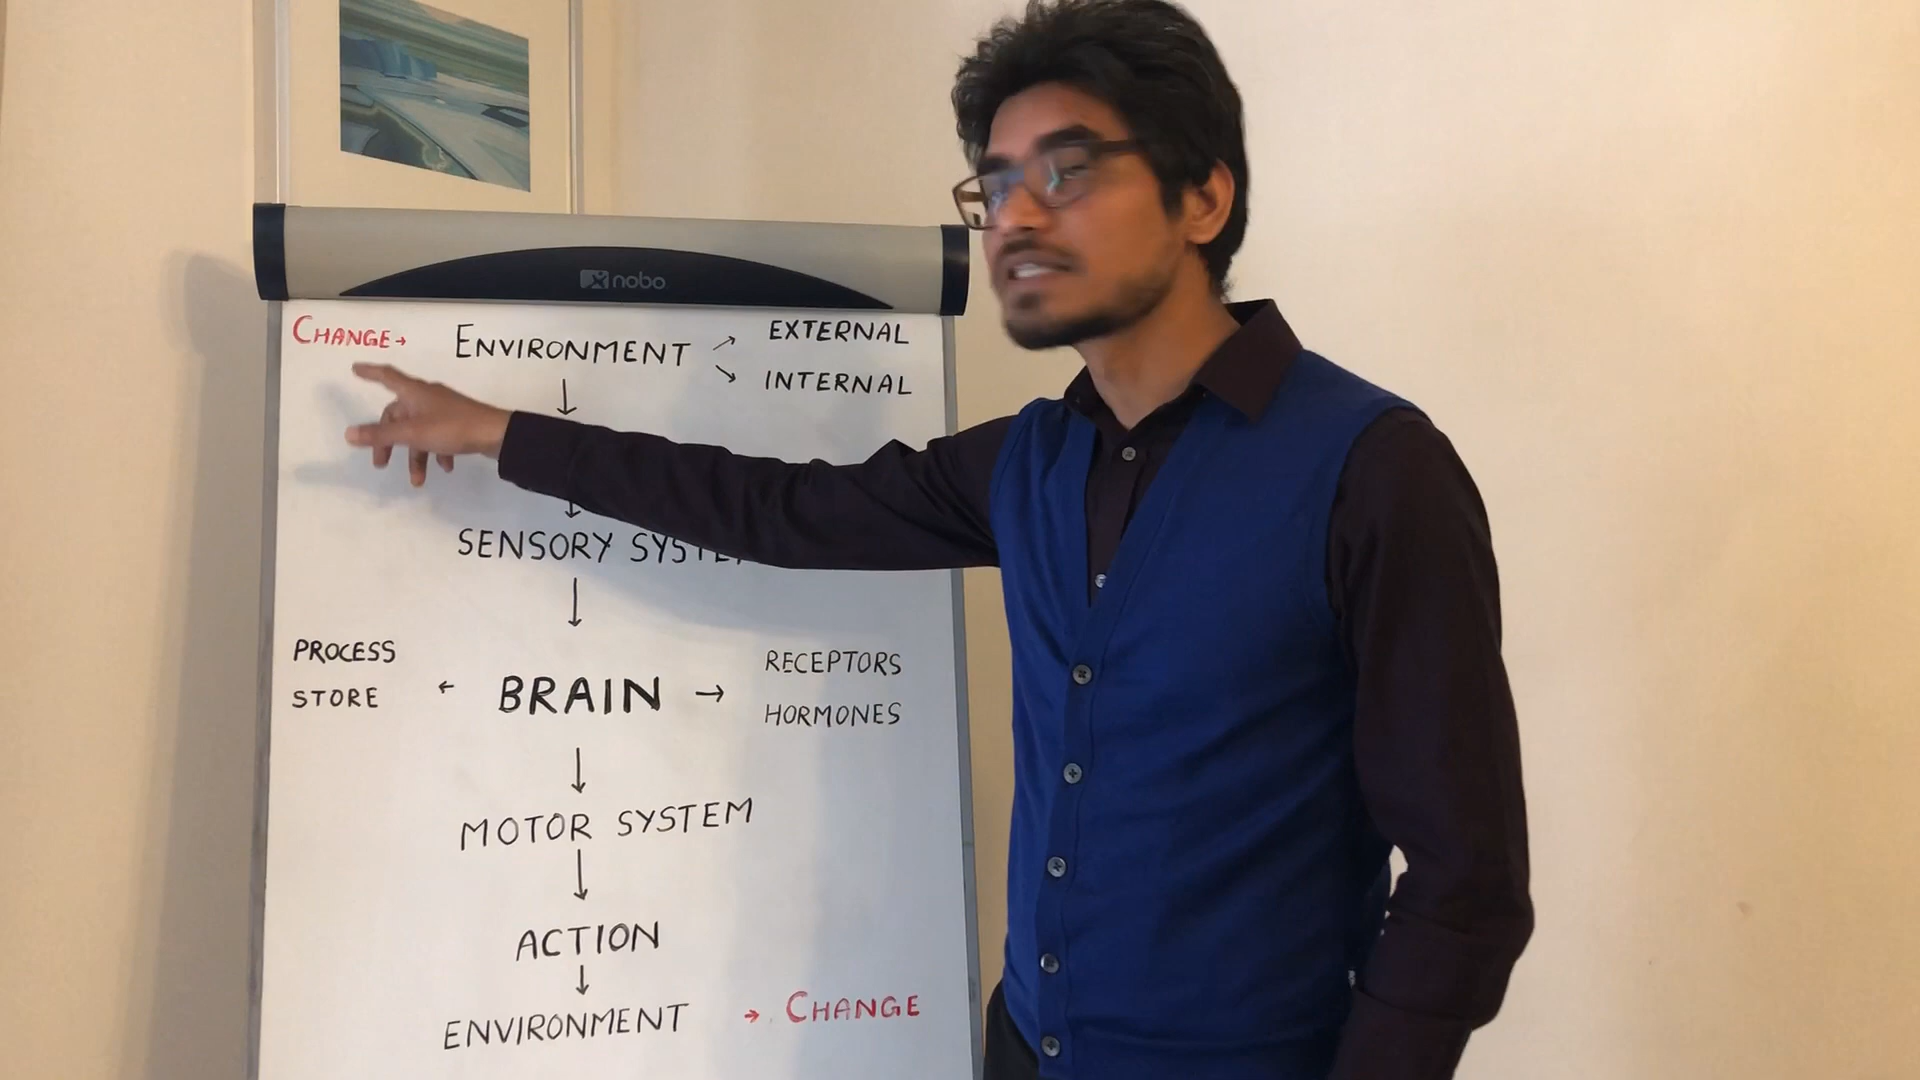 nobo
CHANGE → ENVIRONMENT ↗ EXTERNAL
↘ INTERNAL
↓
↓
SENSORY
↓
PROCESS
STORE ← BRAIN → RECEPTORS
HORMONES
↓
MOTOR SYSTEM
↓
ACTION
↓
ENVIRONMENT → CHANGE